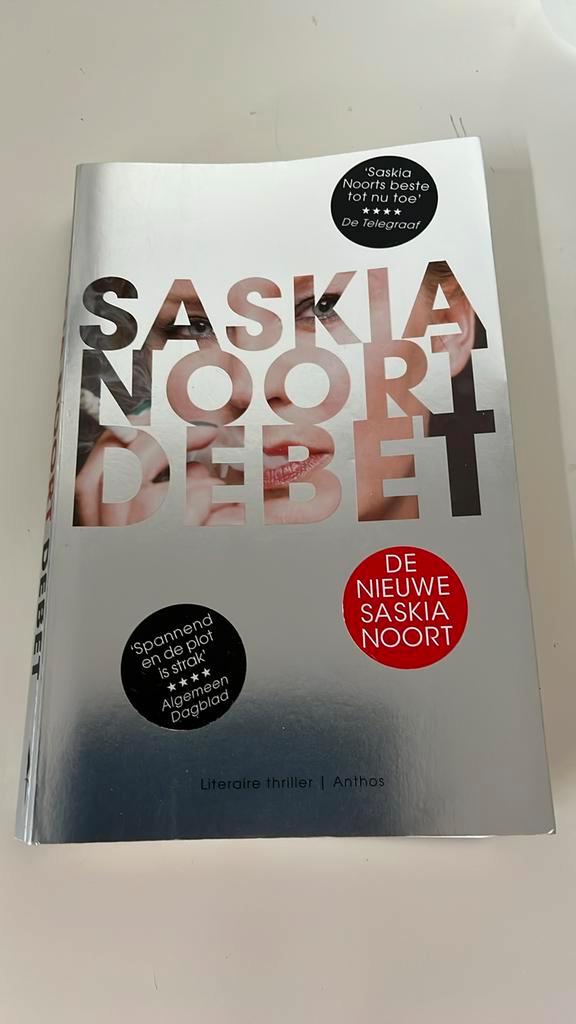 'Saskia
Noorts beste
tot nu toe'
★★★★
De Telegraaf
SASKIA
NOORT
DEBET
DE
NIEUWE
SASKIA
NOORT
'Spannend
en de plot
is strak'
★★★★
Algemeen
Dagblad
Literaire thriller | Anthos
NOORT DEBET